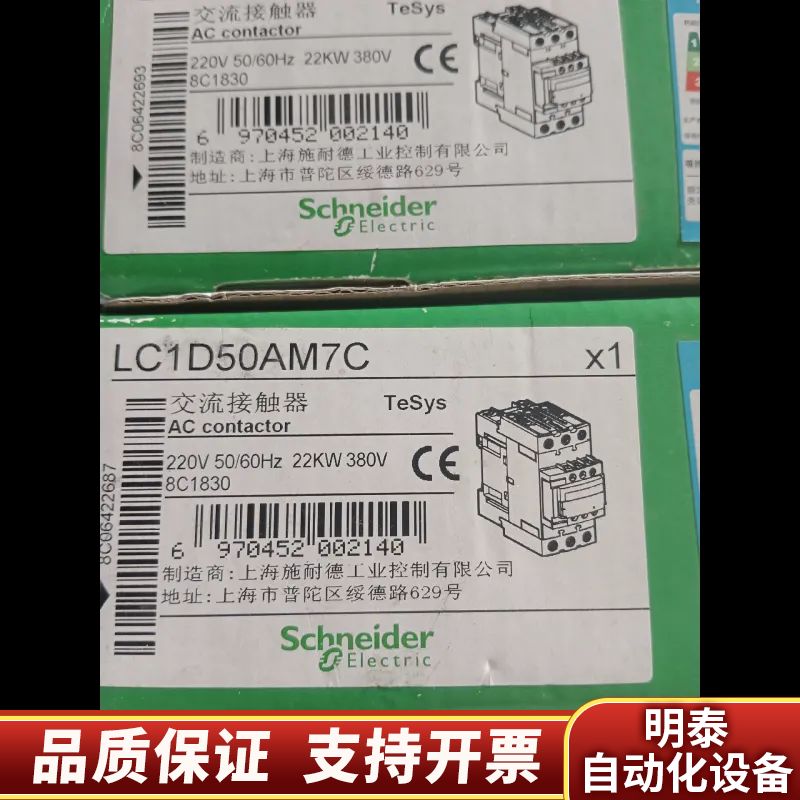 交流接触器 TeSys
AC contactor
220V 50/60Hz 22KW 380V
8C1830
CE
8C06422693
6 970452 002140
制造商:上海施耐德工业控制有限公司
地址:上海市普陀区绥德路629号
Schneider
Electric
LC1D50AM7C x1
交流接触器 TeSys
AC contactor
220V 50/60Hz 22KW 380V
8C1830
CE
8C06422687
6 970452 002140
制造商:上海施耐德工业控制有限公司
地址:上海市普陀区绥德路629号
Schneider
Electric
品质保证 支持开票
明泰
自动化设备